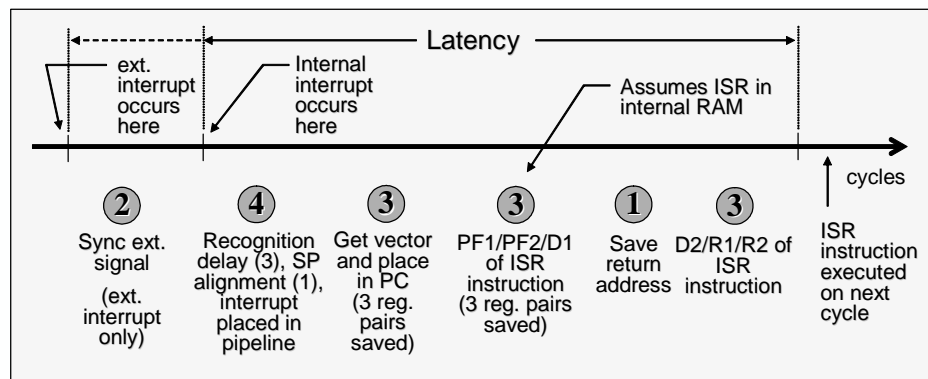 Latency
ext.
interrupt
occurs
here
Internal
interrupt
occurs
here
Assumes ISR in
internal RAM
cycles
2
Sync ext.
signal
(ext.
interrupt
only)
4
Recognition
delay (3), SP
alignment (1),
interrupt
placed in
pipeline
3
Get vector
and place
in PC
(3 reg.
pairs
saved)
3
PF1/PF2/D1
of ISR
instruction
(3 reg. pairs
saved)
1
Save
return
address
3
D2/R1/R2 of
ISR
instruction
ISR
instruction
executed
on next
cycle